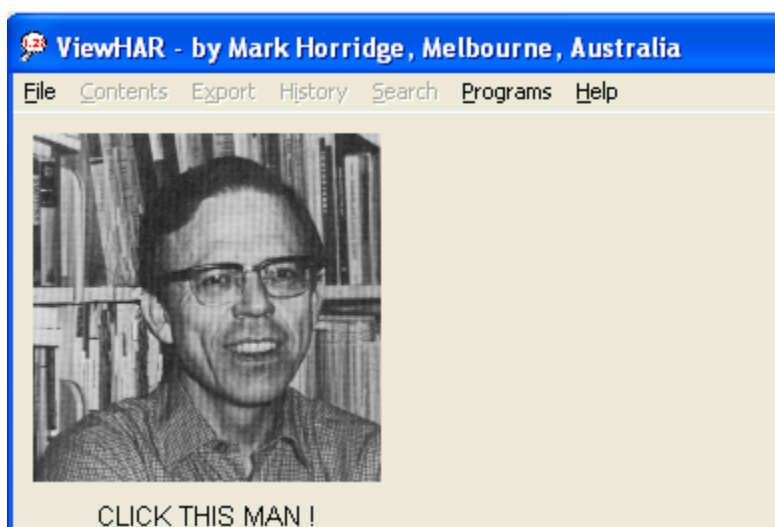 ViewHAR - by Mark Horridge, Melbourne, Australia
File Contents Export History Search Programs Help
CLICK THIS MAN !